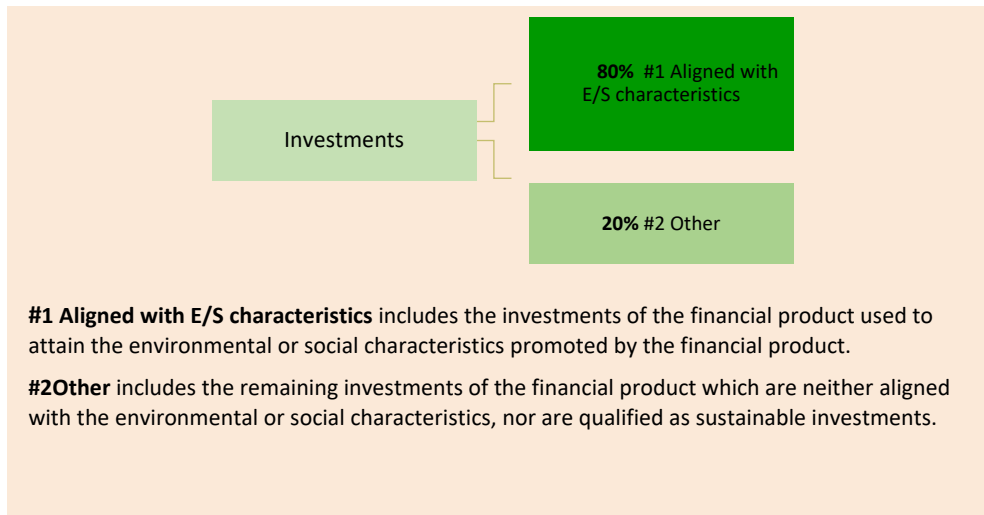 80% #1 Aligned with
E/S characteristics
Investments
20% #2 Other
#1 Aligned with E/S characteristics includes the investments of the financial product used to
attain the environmental or social characteristics promoted by the financial product.
#2Other includes the remaining investments of the financial product which are neither aligned
with the environmental or social characteristics, nor are qualified as sustainable investments.